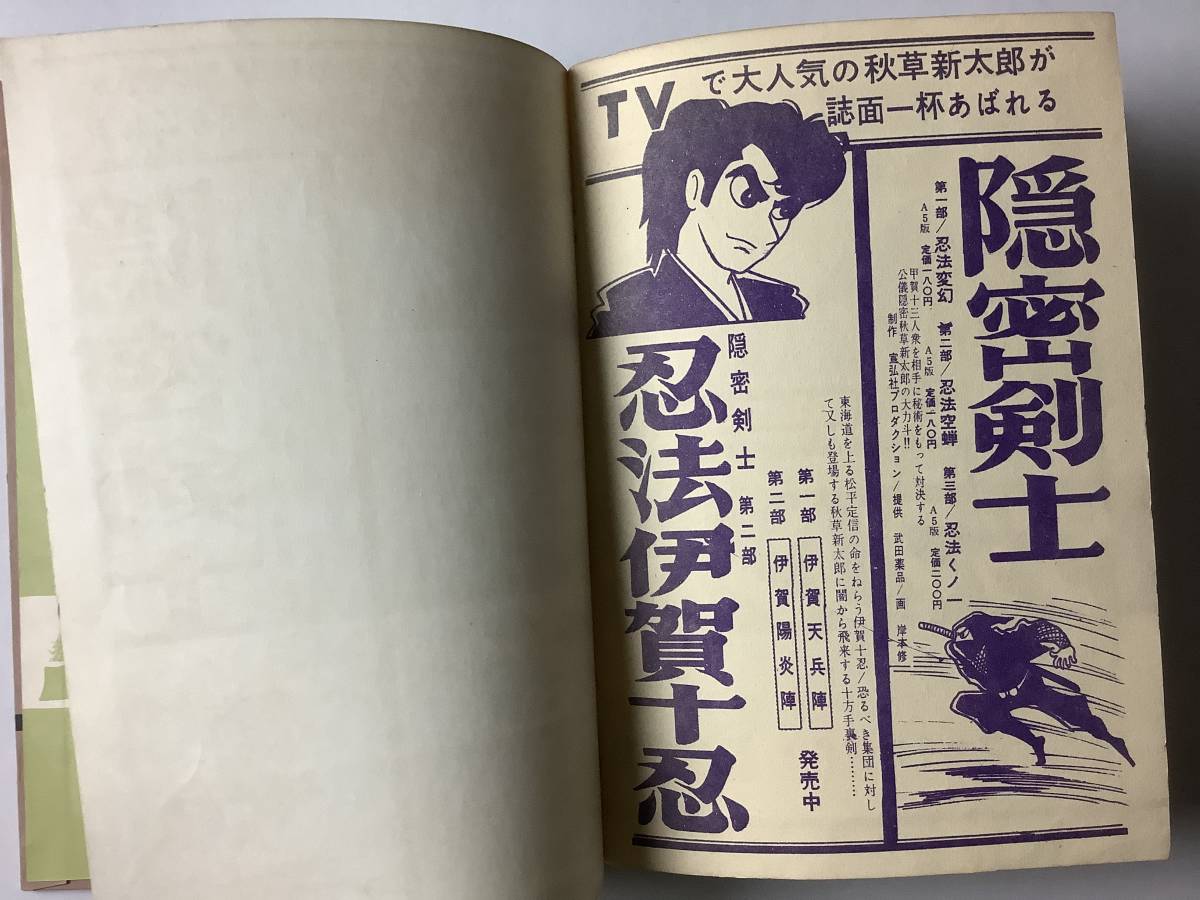 TVで大人気の秋草新太郎が
誌面一杯あばれる
隠密剣士
第一部/忍法変幻 第二部/忍法空蝉 第三部/忍法くノ一
A5版 定価一八〇円 A5版 定価一八〇円 A5版 定価二〇〇円
甲賀十三人衆を相手に秘術をもって対決する
公儀隠密秋草新太郎の大力斗!!
制作 宣弘社プロダクション/提供 武田薬品/画 岸本修
東海道を上る松平定信の命をねらう伊賀十忍/恐るべき集団に対し
て又しも登場する秋草新太郎に闇から飛来する十方手裏剣………
第一部 伊賀天兵陣 発売中
第二部 伊賀陽炎陣
隠密剣士 第二部
忍法伊賀十忍